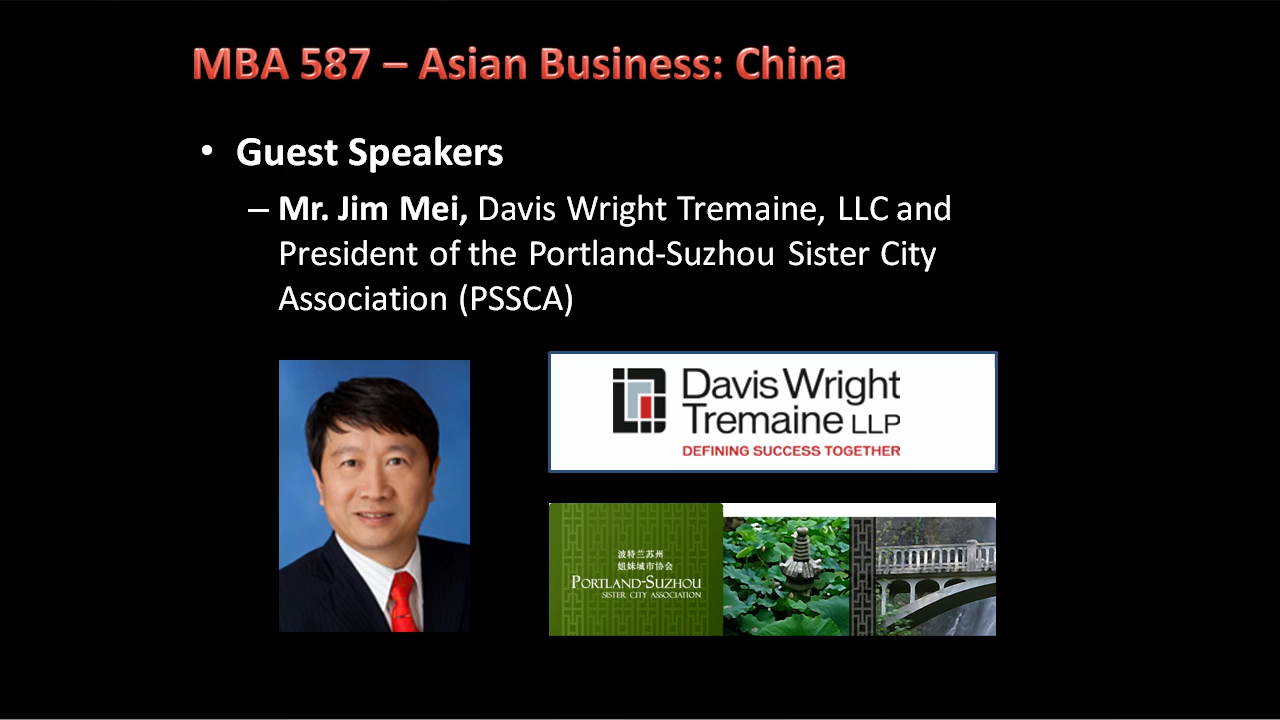 MBA 587 – Asian Business: China
• Guest Speakers
– Mr. Jim Mei, Davis Wright Tremaine, LLC and
President of the Portland-Suzhou Sister City
Association (PSSCA)
Davis Wright
Tremaine LLP
DEFINING SUCCESS TOGETHER
波特兰苏州
姐妹城市协会
PORTLAND-SUZHOU
SISTER CITY ASSOCIATION